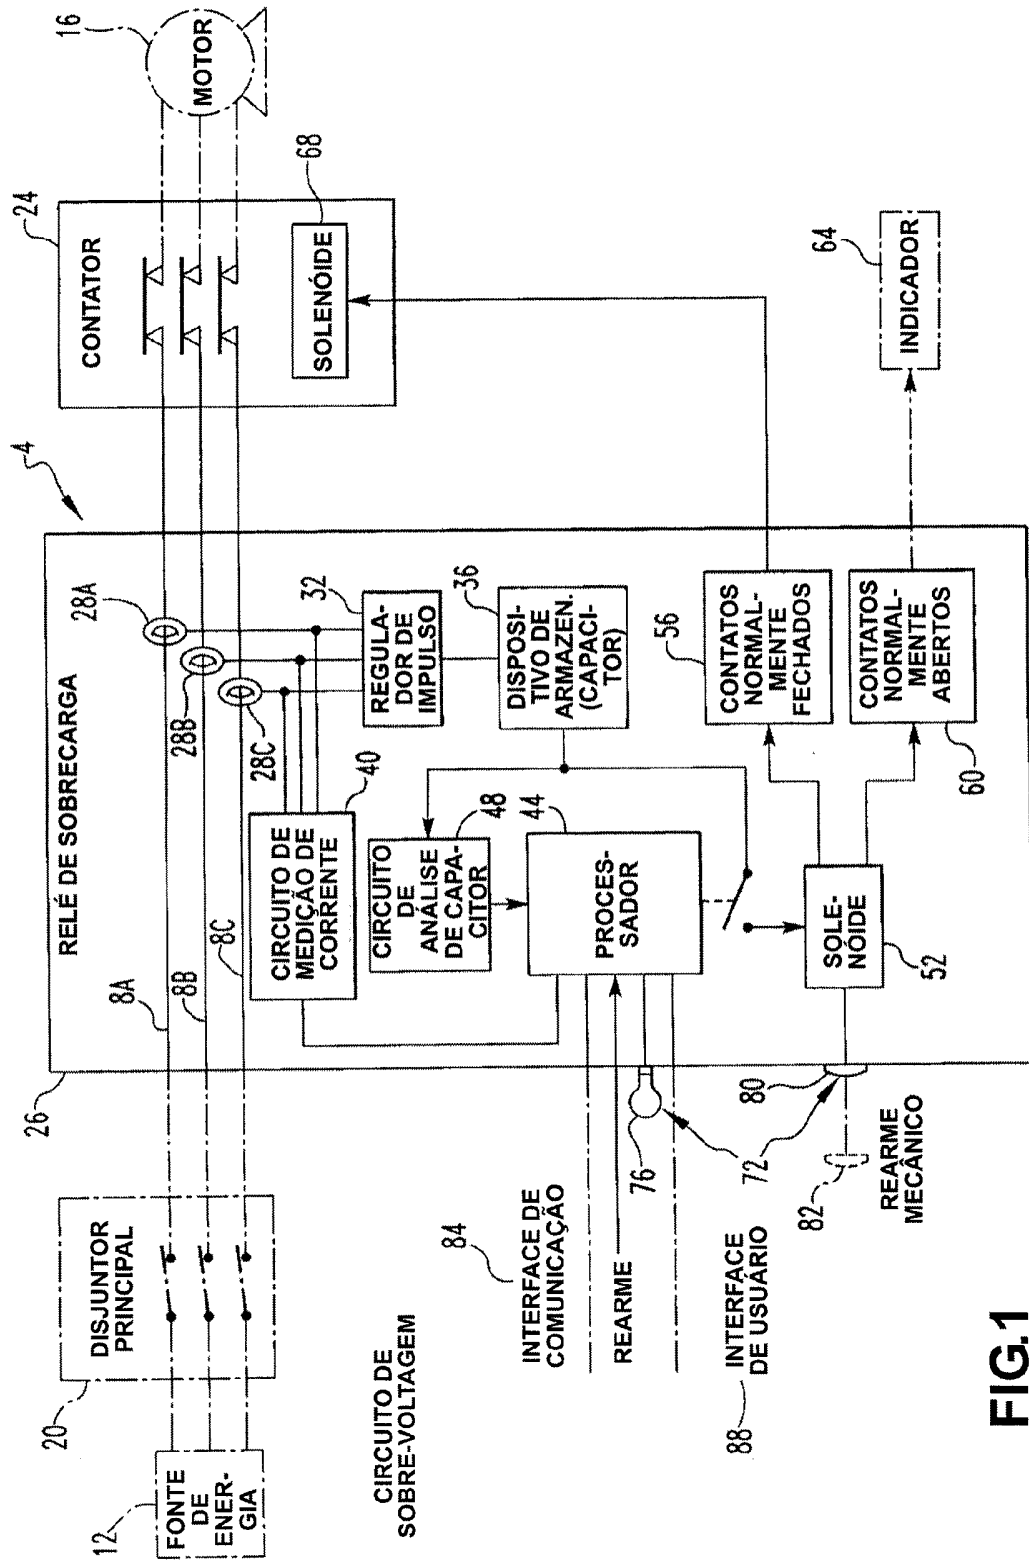 12
FONTE
DE
ENER-
GIA
20
DISJUNTOR
PRINCIPAL
CIRCUITO DE
SOBRE-VOLTAGEM
26
RELÉ DE SOBRECARGA
4
8A
8B
8C
28A
28B
28C
CIRCUITO DE
MEDIÇÃO DE
CORRENTE
40
REGULA-
DOR DE
IMPULSO
32
CIRCUITO
DE
ANÁLISE
DE CAPA-
CITOR
48
DISPOSI-
TIVO DE
ARMAZEN.
(CAPACI-
TOR)
36
PROCES-
SADOR
44
CONTATOS
NORMAL-
MENTE
FECHADOS
56
CONTATOS
NORMAL-
MENTE
ABERTOS
60
SOLE-
NÓIDE
52
24
CONTATOR
SOLENÓIDE
68
16
MOTOR
64
INDICADOR
84
INTERFACE DE
COMUNICAÇÃO
REARME
76
72
88
INTERFACE
DE USUÁRIO
80
82
REARME
MECÂNICO
FIG.1